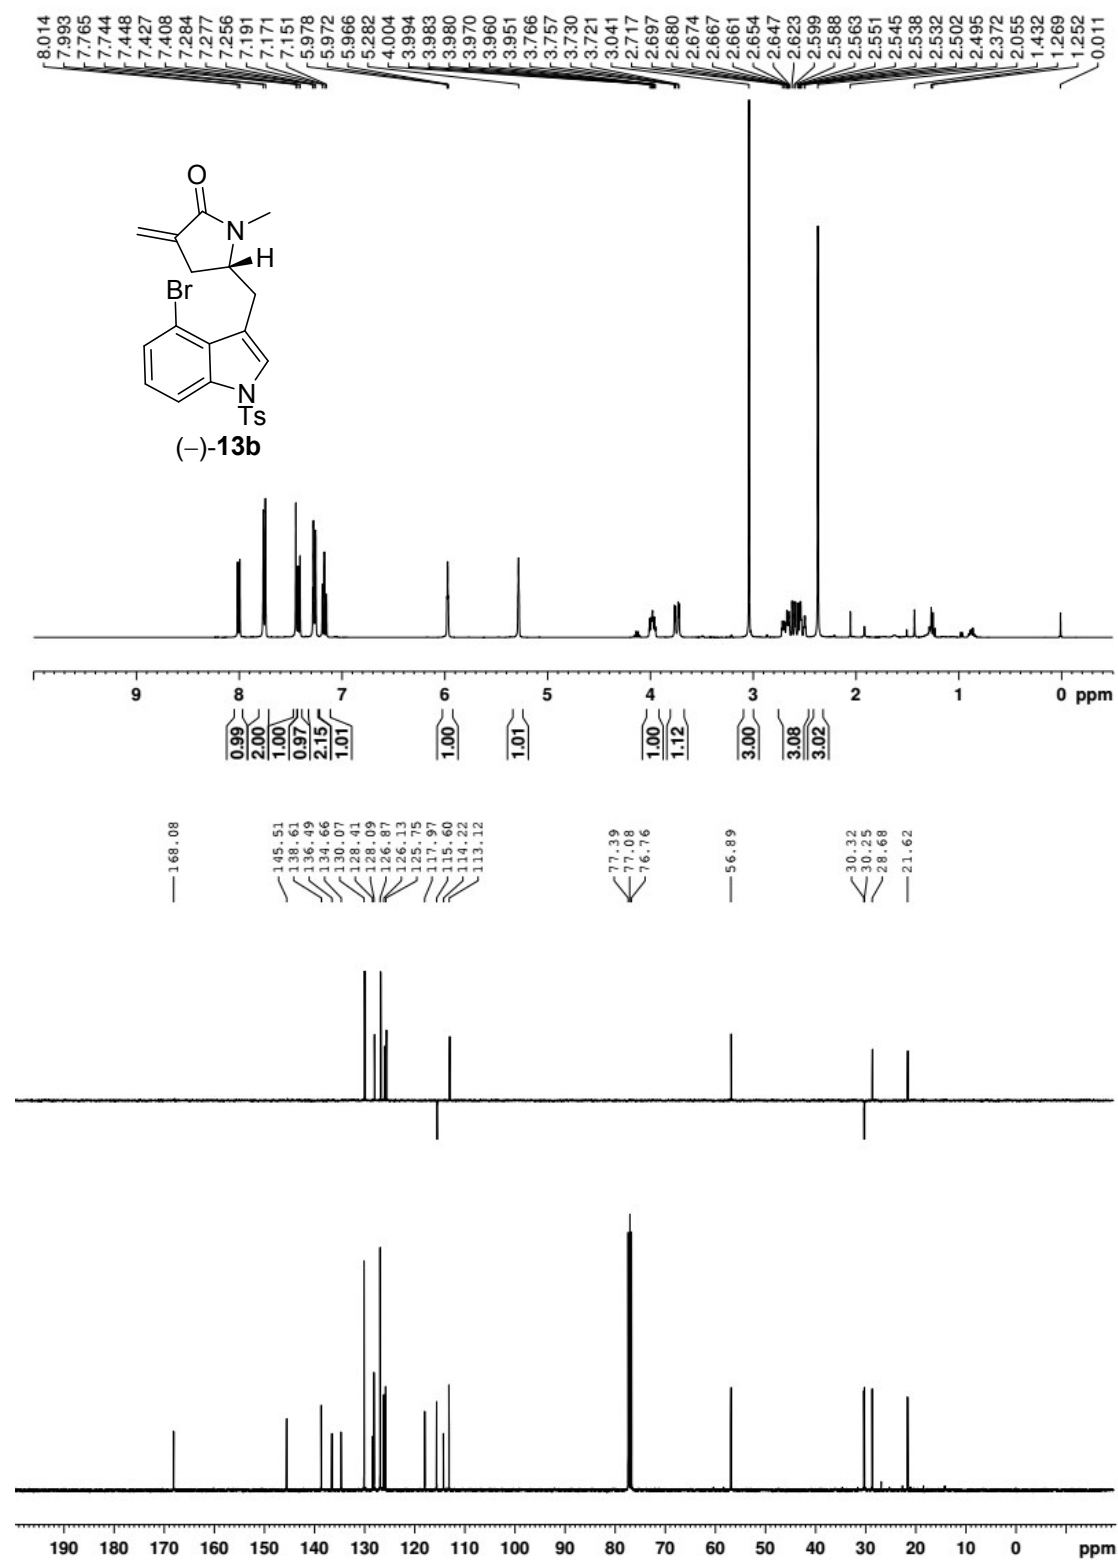 8.014 7.993 7.765 7.744 7.448 7.427 7.408 7.284 7.277 7.256 7.191 7.171 7.151 5.978 5.972 5.966 5.282 4.004 3.994 3.983 3.980 3.970 3.960 3.951 3.766 3.757 3.730 3.721 3.041 2.717 2.697 2.680 2.674 2.667 2.661 2.654 2.647 2.623 2.599 2.588 2.563 2.551 2.545 2.538 2.532 2.502 2.495 2.372 2.055 1.432 1.269 1.252 0.011
O
N
H
Br
N
Ts
(−)-13b
9 8 7 6 5 4 3 2 1 0 ppm
0.99 2.00 1.00 0.97 2.15 1.01 1.00 1.01 1.00 1.12 3.00 3.08 3.02
168.08 145.51 138.61 136.49 134.66 130.07 128.41 128.09 126.87 126.13 125.75 117.97 115.60 114.22 113.12 77.39 77.08 76.76 56.89 30.32 30.25 28.68 21.62
190 180 170 160 150 140 130 120 110 100 90 80 70 60 50 40 30 20 10 0 ppm